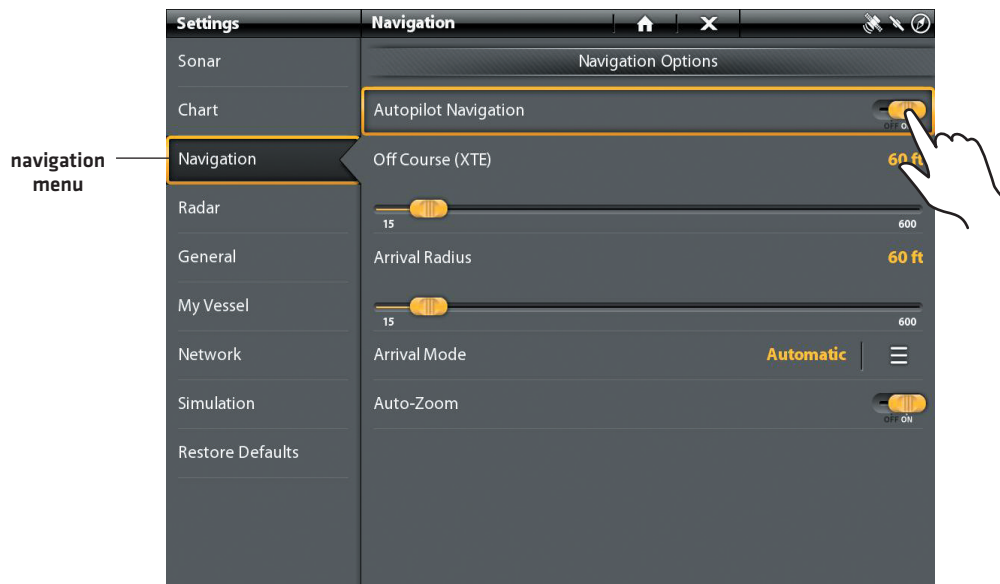 Settings
Navigation
navigation
menu
Sonar
Chart
Navigation
Radar
General
My Vessel
Network
Simulation
Restore Defaults
Navigation Options
Autopilot Navigation
OFF
Off Course (XTE) 60 ft
15 600
Arrival Radius 60 ft
15 600
Arrival Mode Automatic
Auto-Zoom
OFF ON